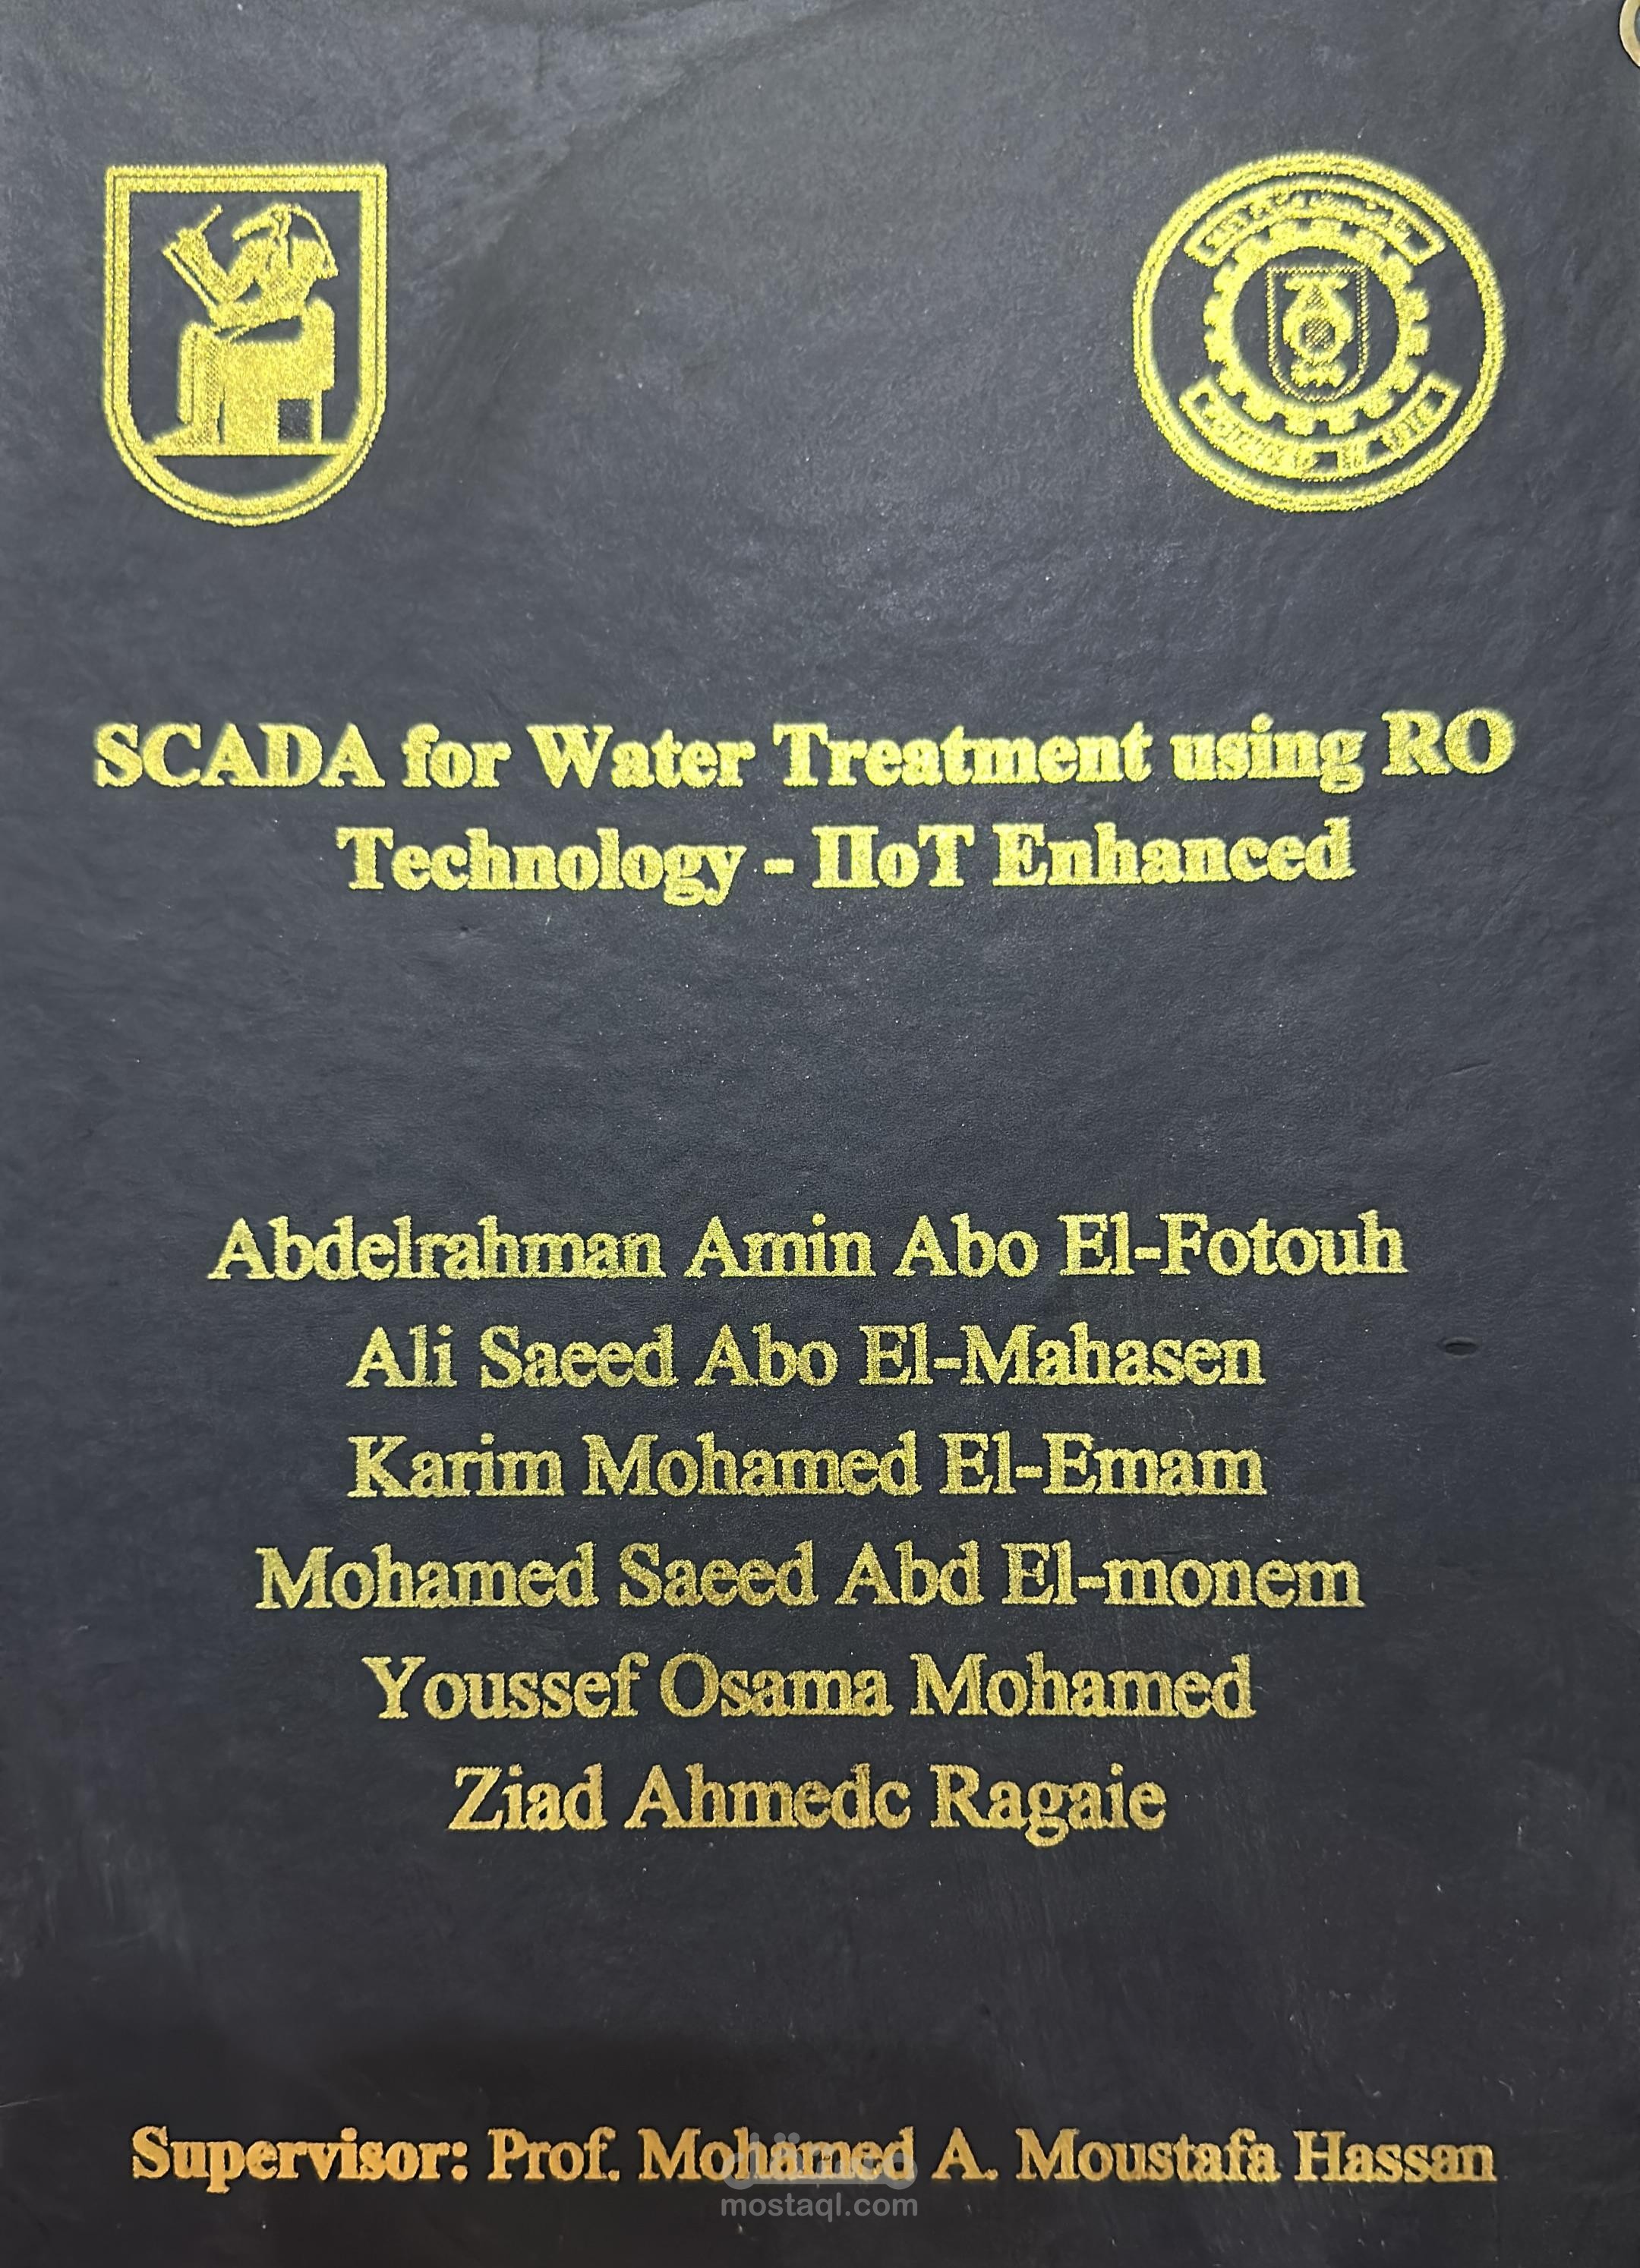 SCADA for Water Treatment using RO
Technology - IIoT Enhanced
Abdelrahman Amin Abo El-Fotouh
Ali Saeed Abo El-Mahasen
Karim Mohamed El-Emam
Mohamed Saeed Abd El-monem
Youssef Osama Mohamed
Ziad Ahmedc Ragaie
Supervisor: Prof. Mohamed A. Moustafa Hassan
مستقل
mostaql.com